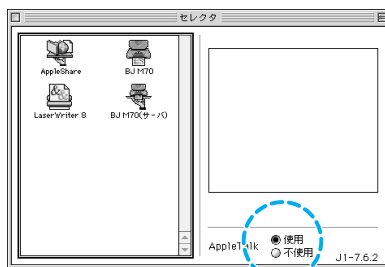 セレクタ
AppleShare
BJ M70
LaserWriter 8
BJ M70(サーバ)
AppleTalk
使用
不使用
J1-7.6.2